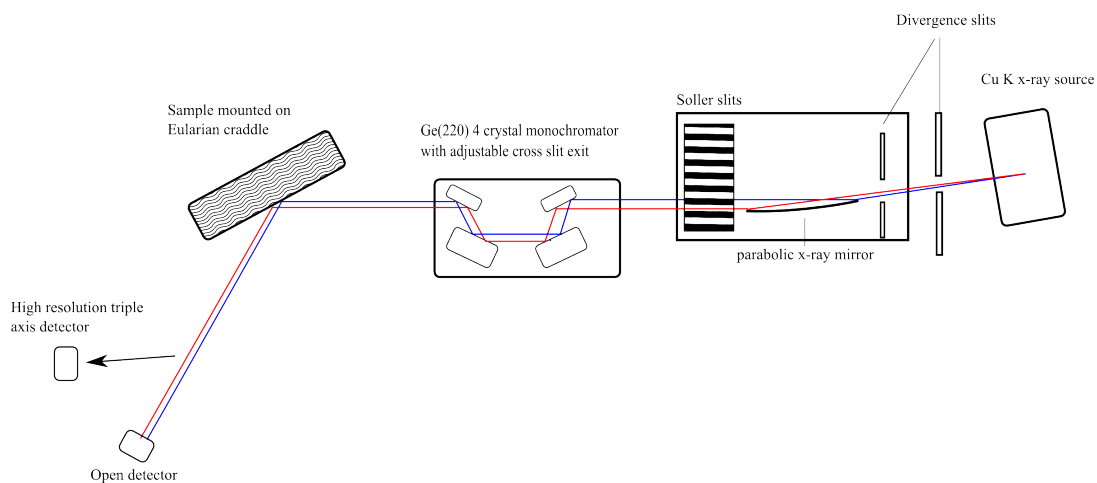 Divergence slits
Cu K x-ray source
Soller slits
Sample mounted on
Eularian craddle
Ge(220) 4 crystal monochromator
with adjustable cross slit exit
parabolic x-ray mirror
High resolution triple
axis detector
Open detector